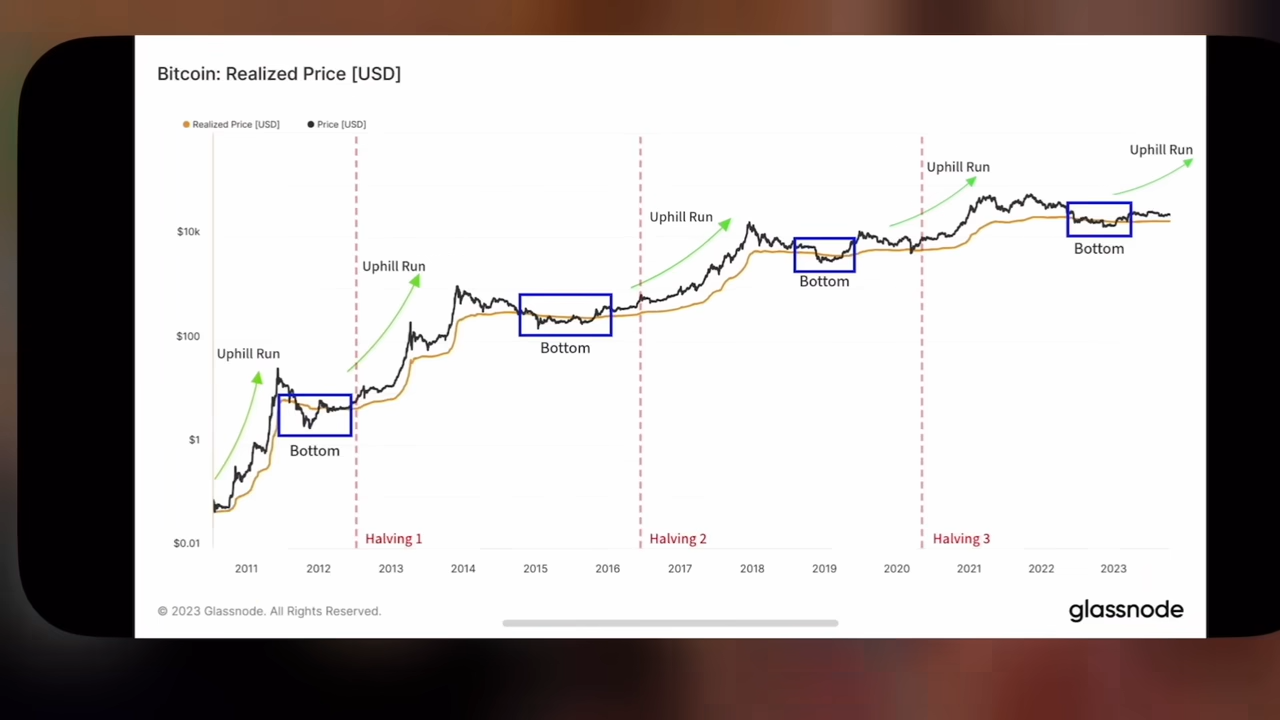 Bitcoin: Realized Price [USD]
Realized Price [USD] Price [USD]
Uphill Run
Uphill Run
Uphill Run
$10k
Uphill Run
Bottom
Bottom
Uphill Run
$100
Bottom
Uphill Run
$1
Bottom
$0.01
Halving 1
Halving 2
Halving 3
2011 2012 2013 2014 2015 2016 2017 2018 2019 2020 2021 2022 2023
© 2023 Glassnode. All Rights Reserved.
glassnode